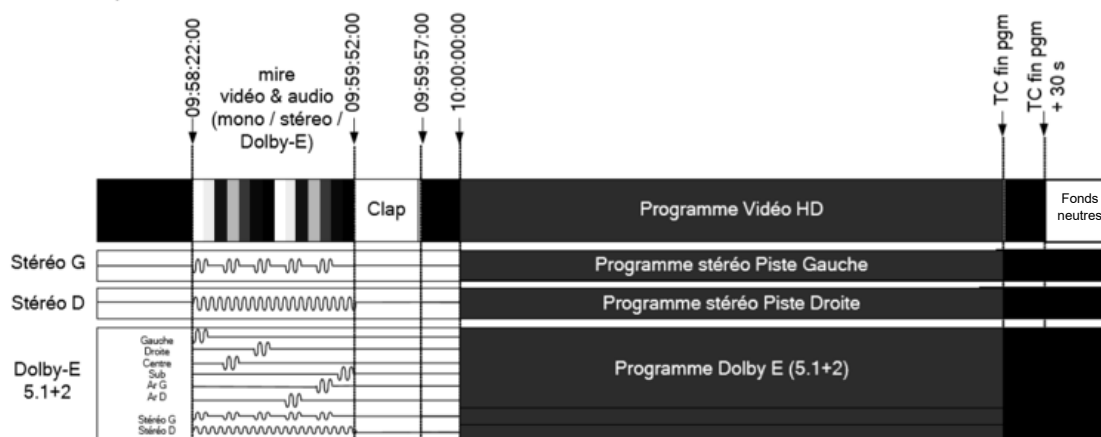 09:58:22:00
mire
vidéo & audio
(mono / stéreo /
Dolby-E)
09:59:52:00
09:59:57:00
10:00:00:00
TC fin pgm
TC fin pgm
+ 30 s
Clap
Programme Vidéo HD
Fonds
neutres
Stéréo G
Programme stéréo Piste Gauche
Stéréo D
Programme stéréo Piste Droite
Dolby-E
5.1+2
Gauche
Droite
Centre
Sub
Ar G
Ar D
Stéréo G
Stéréo D
Programme Dolby E (5.1+2)